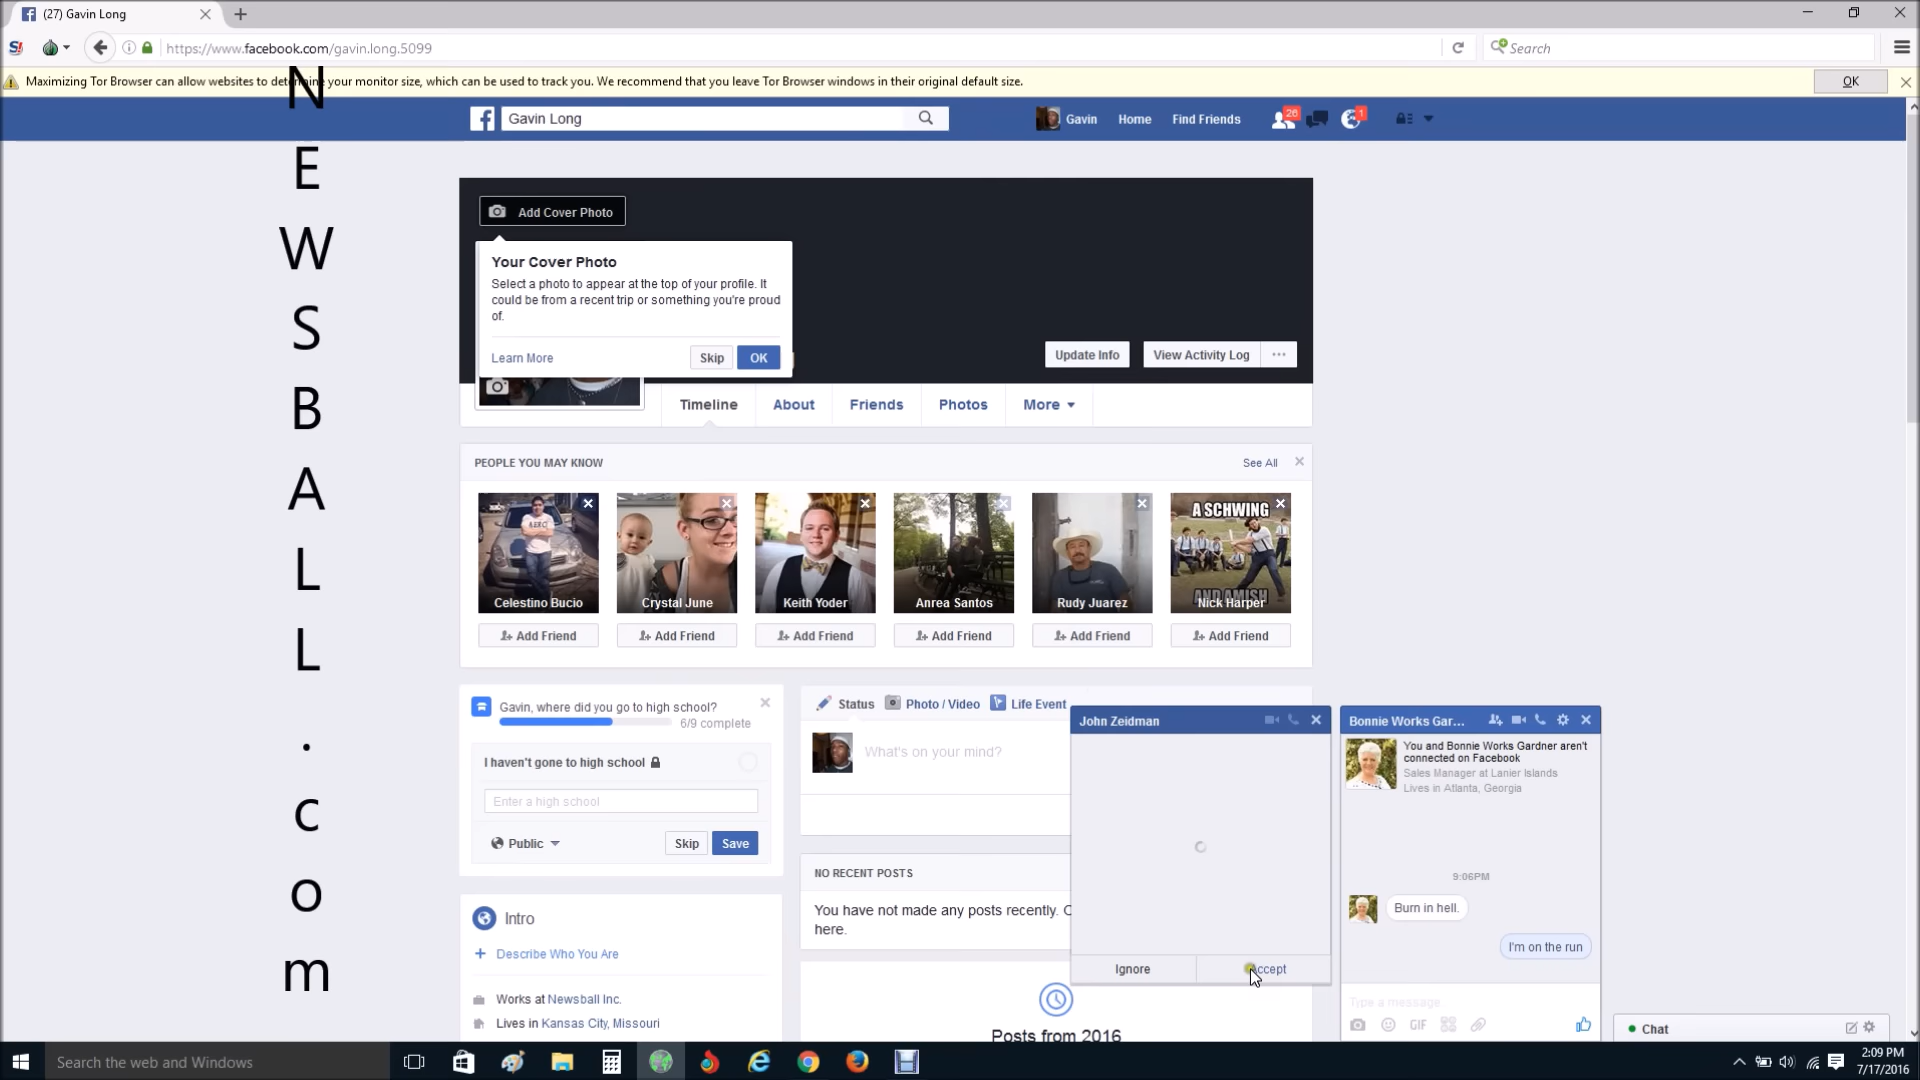 (27) Gavin Long
https://www.facebook.com/gavin.long.5099
Search
Maximizing Tor Browser can allow websites to determine your monitor size, which can be used to track you. We recommend that you leave Tor Browser windows in their original default size.
OK
Gavin Long
Gavin
Home
Find Friends
26
1
N
E
W
S
B
A
L
L
.
c
o
m
Add Cover Photo
Your Cover Photo
Select a photo to appear at the top of your profile. It
could be from a recent trip or something you're proud
of.
Learn More
Skip
OK
Update Info
View Activity Log
Timeline
About
Friends
Photos
More
PEOPLE YOU MAY KNOW
See All
A SCHWING
AND AMISH
Celestino Bucio
Crystal June
Keith Yoder
Anrea Santos
Rudy Juarez
Nick Harper
Add Friend
Add Friend
Add Friend
Add Friend
Add Friend
Add Friend
Gavin, where did you go to high school?
6/9 complete
I haven't gone to high school
Enter a high school
Public
Skip
Save
Intro
Describe Who You Are
Works at Newsball Inc.
Lives in Kansas City, Missouri
Status
Photo / Video
Life Event
What's on your mind?
NO RECENT POSTS
You have not made any posts recently.
here.
Posts from 2016
John Zeidman
Ignore
Accept
Bonnie Works Gar...
You and Bonnie Works Gardner aren't
connected on Facebook
Sales Manager at Lanier Islands
Lives in Atlanta, Georgia
9:06PM
Burn in hell.
I'm on the run
Type a message...
GIF
Chat
Search the web and Windows
2:09 PM
7/17/2016